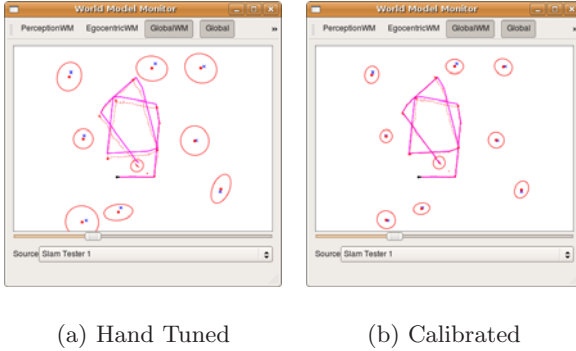 World Model Monitor
PerceptionWM EgocentricWM GlobalWM Global »
Source Slam Tester 1
World Model Monitor
PerceptionWM EgocentricWM GlobalWM Global »
Source Slam Tester 1
(a) Hand Tuned
(b) Calibrated